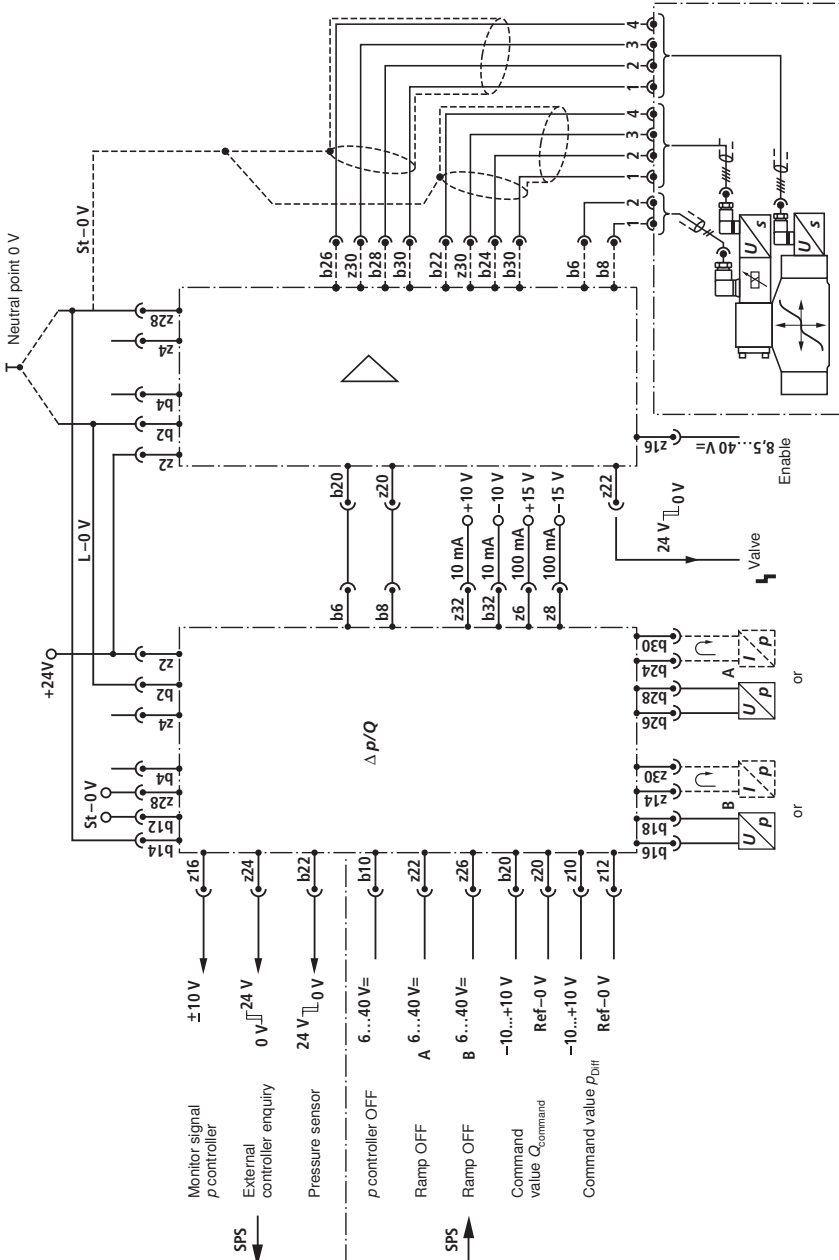 Neutral point 0 V
St–0 V
L–0 V
+24V
St–0 V
z28
z4
b4
b2
z2
b26
z30
b28
b30
b22
z30
b24
b30
b6
b8
4
3
2
1
4
3
2
1
2
1
U
s
U
s
b20
z20
z16
8,5...40 V=
Enable
z22
24 V
0 V
Valve
b6
b8
z32
10 mA
+10 V
b32
10 mA
–10 V
z6
100 mA
+15 V
z8
100 mA
–15 V
z2
b2
z4
b4
z28
b12
b14
Δ p/Q
b30
b24
b28
b26
A
I
p
U
p
or
z30
z14
b18
b16
B
I
p
U
p
or
z16
z24
b22
b10
z22
z26
b20
z20
z10
z12
±10 V
0 V
24 V
24 V
0 V
6...40 V=
A
6...40 V=
B
6...40 V=
–10...+10 V
Ref–0 V
–10...+10 V
Ref–0 V
Monitor signal
p controller
External
controller enquiry
Pressure sensor
p controller OFF
Ramp OFF
Ramp OFF
Command
value Qcommand
Command value pDiff
SPS
SPS